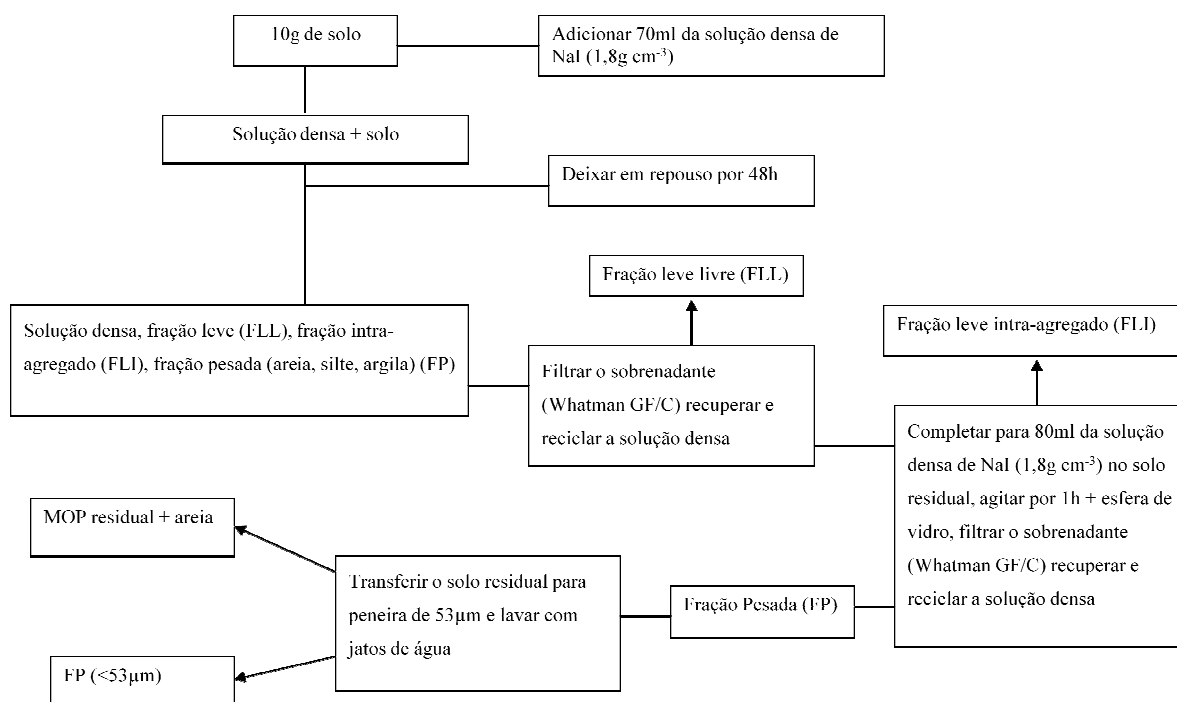 10g de solo
Adicionar 70ml da solução densa de
NaI (1,8g cm-3)
Solução densa + solo
Deixar em repouso por 48h
Fração leve livre (FLL)
Solução densa, fração leve (FLL), fração intra-
agregado (FLI), fração pesada (areia, silte, argila) (FP)
Filtrar o sobrenadante
(Whatman GF/C) recuperar e
reciclar a solução densa
Fração leve intra-agregado (FLI)
Completar para 80ml da solução
densa de NaI (1,8g cm-3) no solo
residual, agitar por 1h + esfera de
vidro, filtrar o sobrenadante
(Whatman GF/C) recuperar e
reciclar a solução densa
Fração Pesada (FP)
Transferir o solo residual para
peneira de 53µm e lavar com
jatos de água
MOP residual + areia
FP (<53µm)